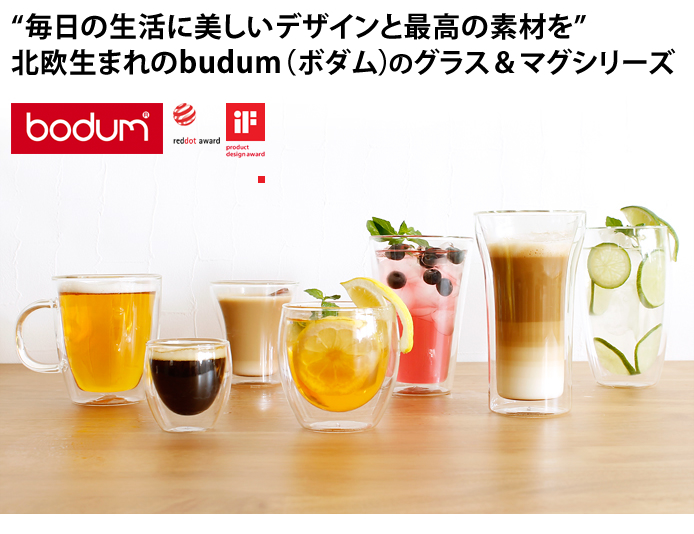 “毎日の生活に美しいデザインと最高の素材を”
北欧生まれのbudum（ボダム）のグラス＆マグシリーズ
bodum®
reddot award
iF
product
design award